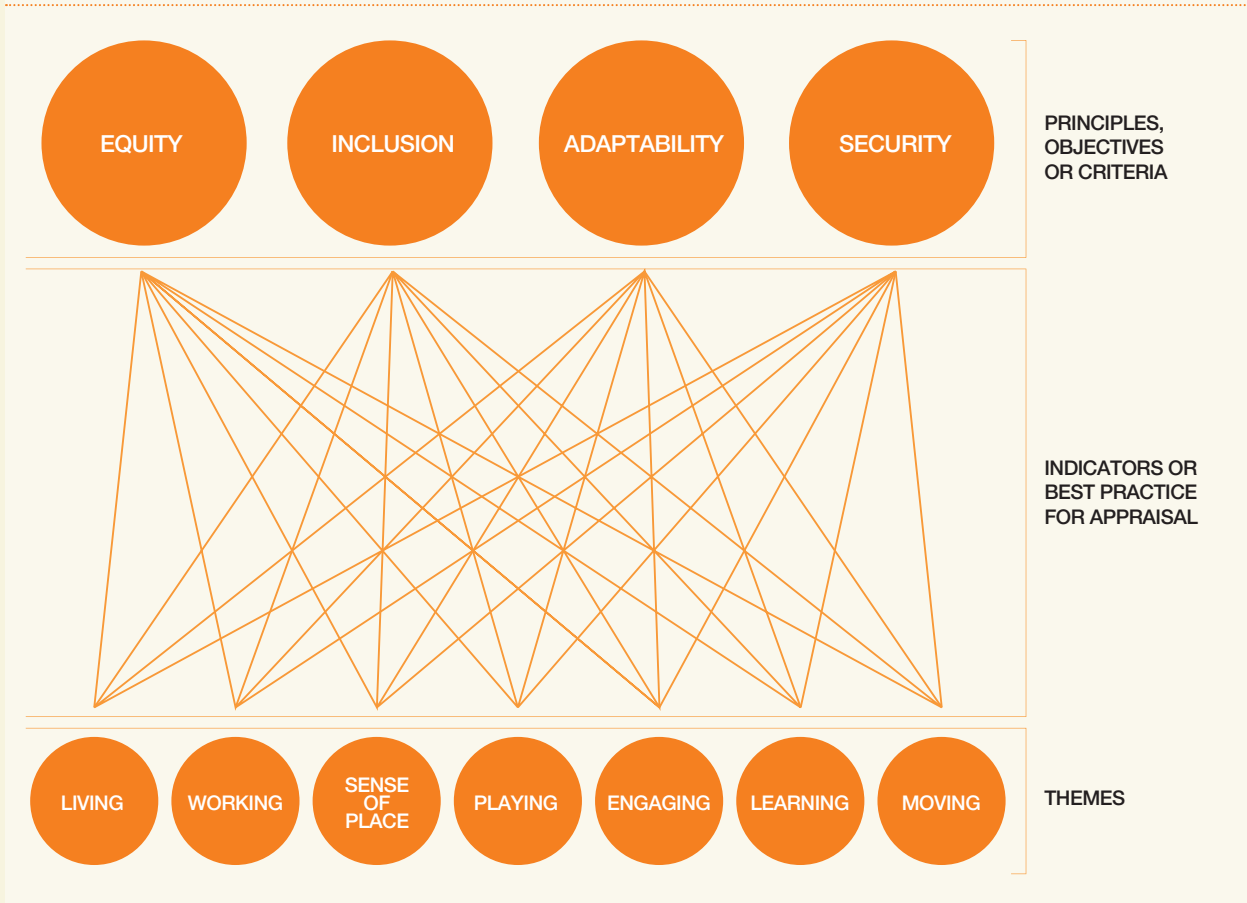 EQUITY
INCLUSION
ADAPTABILITY
SECURITY
PRINCIPLES,
OBJECTIVES
OR CRITERIA
INDICATORS OR
BEST PRACTICE
FOR APPRAISAL
LIVING
WORKING
SENSE
OF
PLACE
PLAYING
ENGAGING
LEARNING
MOVING
THEMES